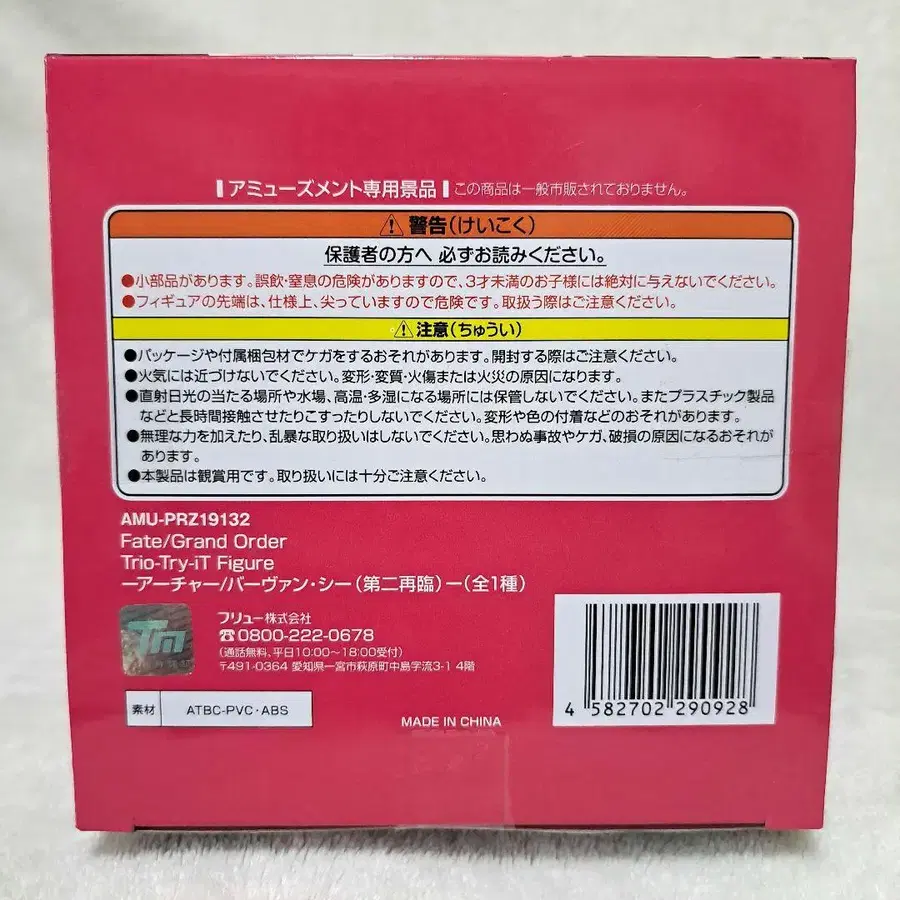 アミューズメント専用景品 この商品は一般市販されておりません。
警告(けいこく)
保護者の方へ 必ずお読みください。
●小部品があります。誤飲・窒息の危険がありますので、3才未満のお子様には絶対に与えないでください。
●フィギュアの先端は、仕様上、尖っていますので危険です。取扱う際はご注意ください。
注意(ちゅうい)
●パッケージや付属梱包材でケガをするおそれがあります。開封する際はご注意ください。
●火気には近づけないでください。変形・変質・火傷または火災の原因になります。
●直射日光の当たる場所や水場、高温・多湿になる場所には保管しないでください。またプラスチック製品
などと長時間接触させたりこすったりしないでください。変形や色の付着などのおそれがあります。
●無理な力を加えたり、乱暴な取り扱いはしないでください。思わぬ事故やケガ、破損の原因になるおそれが
あります。
●本製品は観賞用です。取り扱いには十分ご注意ください。
AMU-PRZ19132
Fate/Grand Order
Trio-Try-iT Figure
ーアーチャー/バーヴァン・シー(第二再臨)ー(全1種)
フリュー株式会社
☎0800-222-0678
(通話無料、平日10:00~18:00受付)
〒491-0364 愛知県一宮市萩原町中島字流3-1 4階
素材 ATBC-PVC・ABS
MADE IN CHINA
4 582702 290928